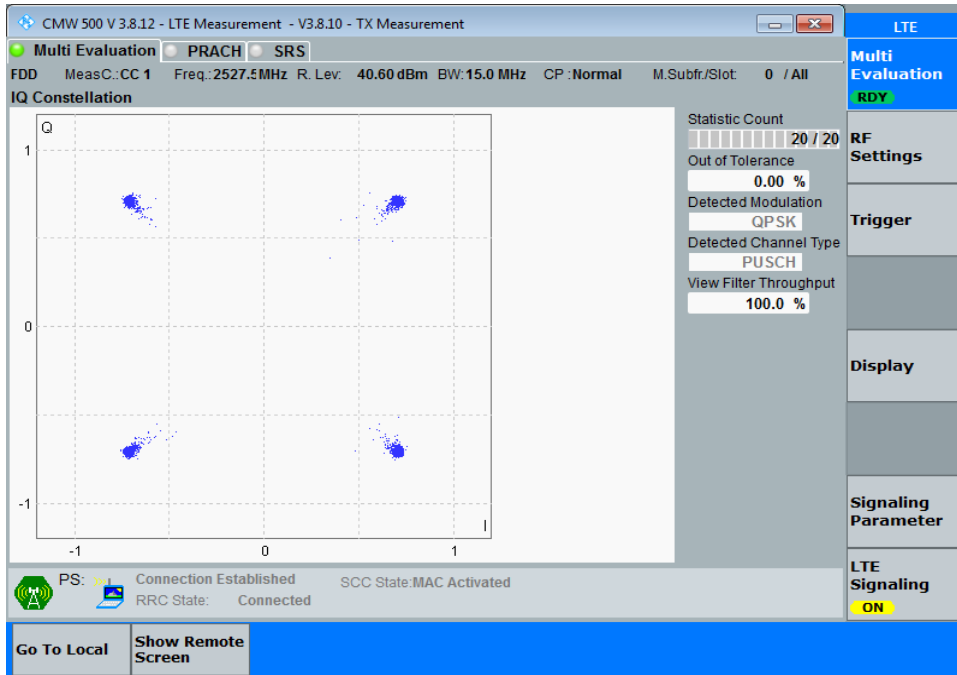 CMW 500 V 3.8.12 - LTE Measurement - V3.8.10 - TX Measurement
LTE
Multi Evaluation PRACH SRS
Multi
Evaluation
RDY
FDD MeasC.:CC 1 Freq.:2527.5MHz R. Lev: 40.60 dBm BW:15.0 MHz CP :Normal M.Subfr./Slot: 0 / All
IQ Constellation
Q
1
0
-1
-1 0 1
I
Statistic Count
20 / 20
Out of Tolerance
0.00 %
Detected Modulation
QPSK
Detected Channel Type
PUSCH
View Filter Throughput
100.0 %
RF
Settings
Trigger
Display
Signaling
Parameter
LTE
Signaling
ON
PS: Connection Established SCC State:MAC Activated
RRC State: Connected
Go To Local
Show Remote
Screen